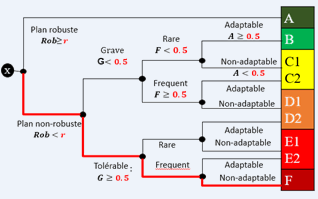 Plan robuste
Rob≥r
A
Rare
F < 0.5
Adaptable
A ≥ 0.5
B
Grave
G< 0.5
Non-adaptable
A < 0.5
C1
Frequent
F ≥ 0.5
Adaptable
C2
x
Non-adaptable
D1
Plan non-robuste
Rob < r
Adaptable
D2
Rare
Non-adaptable
E1
Tolérable ;
G ≥ 0.5
Frequent
Adaptable
E2
Non-adaptable
F